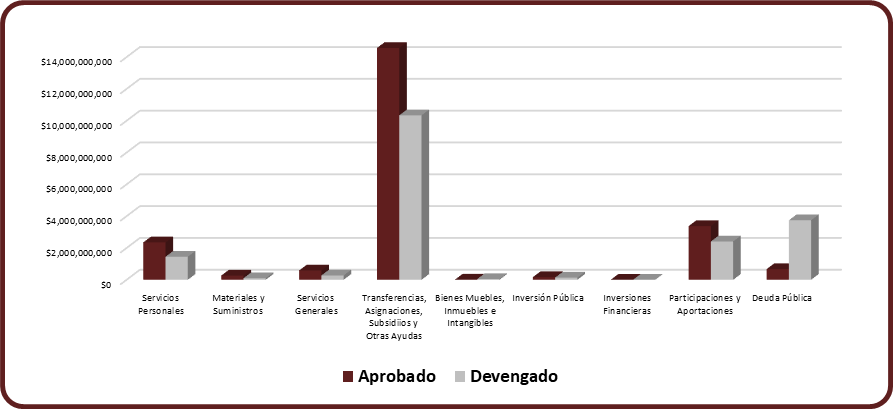 $14,000,000,000
$12,000,000,000
$10,000,000,000
$8,000,000,000
$6,000,000,000
$4,000,000,000
$2,000,000,000
$0
Servicios
Personales
Materiales y
Suministros
Servicios
Generales
Transferencias,
Asignaciones,
Subsidiios y
Otras Ayudas
Bienes Muebles,
Inmuebles e
Intangibles
Inversión Pública
Inversiones
Financieras
Participaciones y
Aportaciones
Deuda Pública
Aprobado Devengado